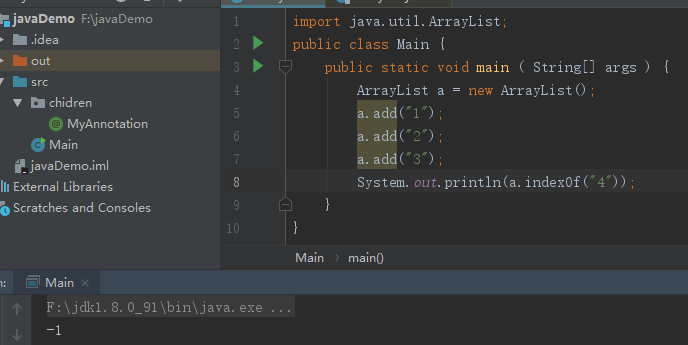 javaDemo F:\javaDemo
.idea
out
src
chidren
MyAnnotation
Main
javaDemo.iml
External Libraries
Scratches and Consoles
1 import java.util.ArrayList;
2 public class Main {
3 public static void main ( String[] args ) {
4 ArrayList a = new ArrayList();
5 a.add("1");
6 a.add("2");
7 a.add("3");
8 System.out.println(a.indexOf("4"));
9 }
10 }
Main › main()
n: Main ×
F:\jdk1.8.0_91\bin\java.exe ...
-1